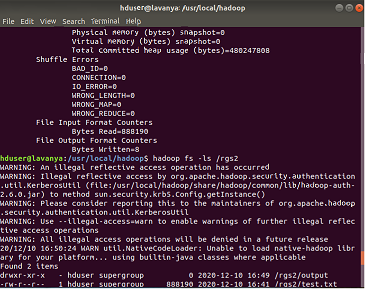 hduser@lavanya: /usr/local/hadoop
File Edit View Search Terminal Help
Physical memory (bytes) snapshot=0
Virtual memory (bytes) snapshot=0
Total committed heap usage (bytes)=480247808
Shuffle Errors
BAD_ID=0
CONNECTION=0
IO_ERROR=0
WRONG_LENGTH=0
WRONG_MAP=0
WRONG_REDUCE=0
File Input Format Counters
Bytes Read=888190
File Output Format Counters
Bytes Written=8
hduser@lavanya:/usr/local/hadoop$ hadoop fs -ls /rgs2
WARNING: An illegal reflective access operation has occurred
WARNING: Illegal reflective access by org.apache.hadoop.security.authentication
.util.KerberosUtil (file:/usr/local/hadoop/share/hadoop/common/lib/hadoop-auth-
2.6.0.jar) to method sun.security.krb5.Config.getInstance()
WARNING: Please consider reporting this to the maintainers of org.apache.hadoop
.security.authentication.util.KerberosUtil
WARNING: Use --illegal-access=warn to enable warnings of further illegal reflec
tive access operations
WARNING: All illegal access operations will be denied in a future release
20/12/10 16:50:24 WARN util.NativeCodeLoader: Unable to load native-hadoop libr
ary for your platform... using builtin-java classes where applicable
Found 2 items
drwxr-xr-x - hduser supergroup 0 2020-12-10 16:49 /rgs2/output
-rw-r--r-- 1 hduser supergroup 888190 2020-12-10 16:41 /rgs2/test.txt